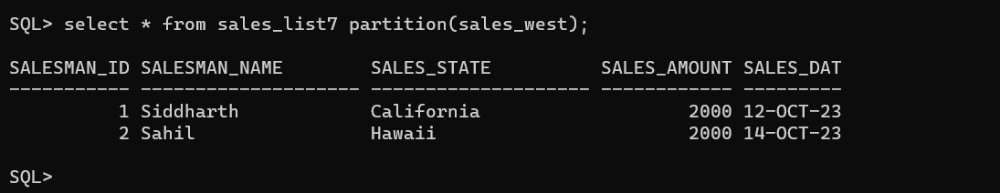 SQL> select * from sales_list7 partition(sales_west);
SALESMAN_ID SALESMAN_NAME        SALES_STATE          SALES_AMOUNT SALES_DAT
----------- -------------------- -------------------- ------------ ---------
          1 Siddharth            California                   2000 12-OCT-23
          2 Sahil                Hawaii                       2000 14-OCT-23
SQL>